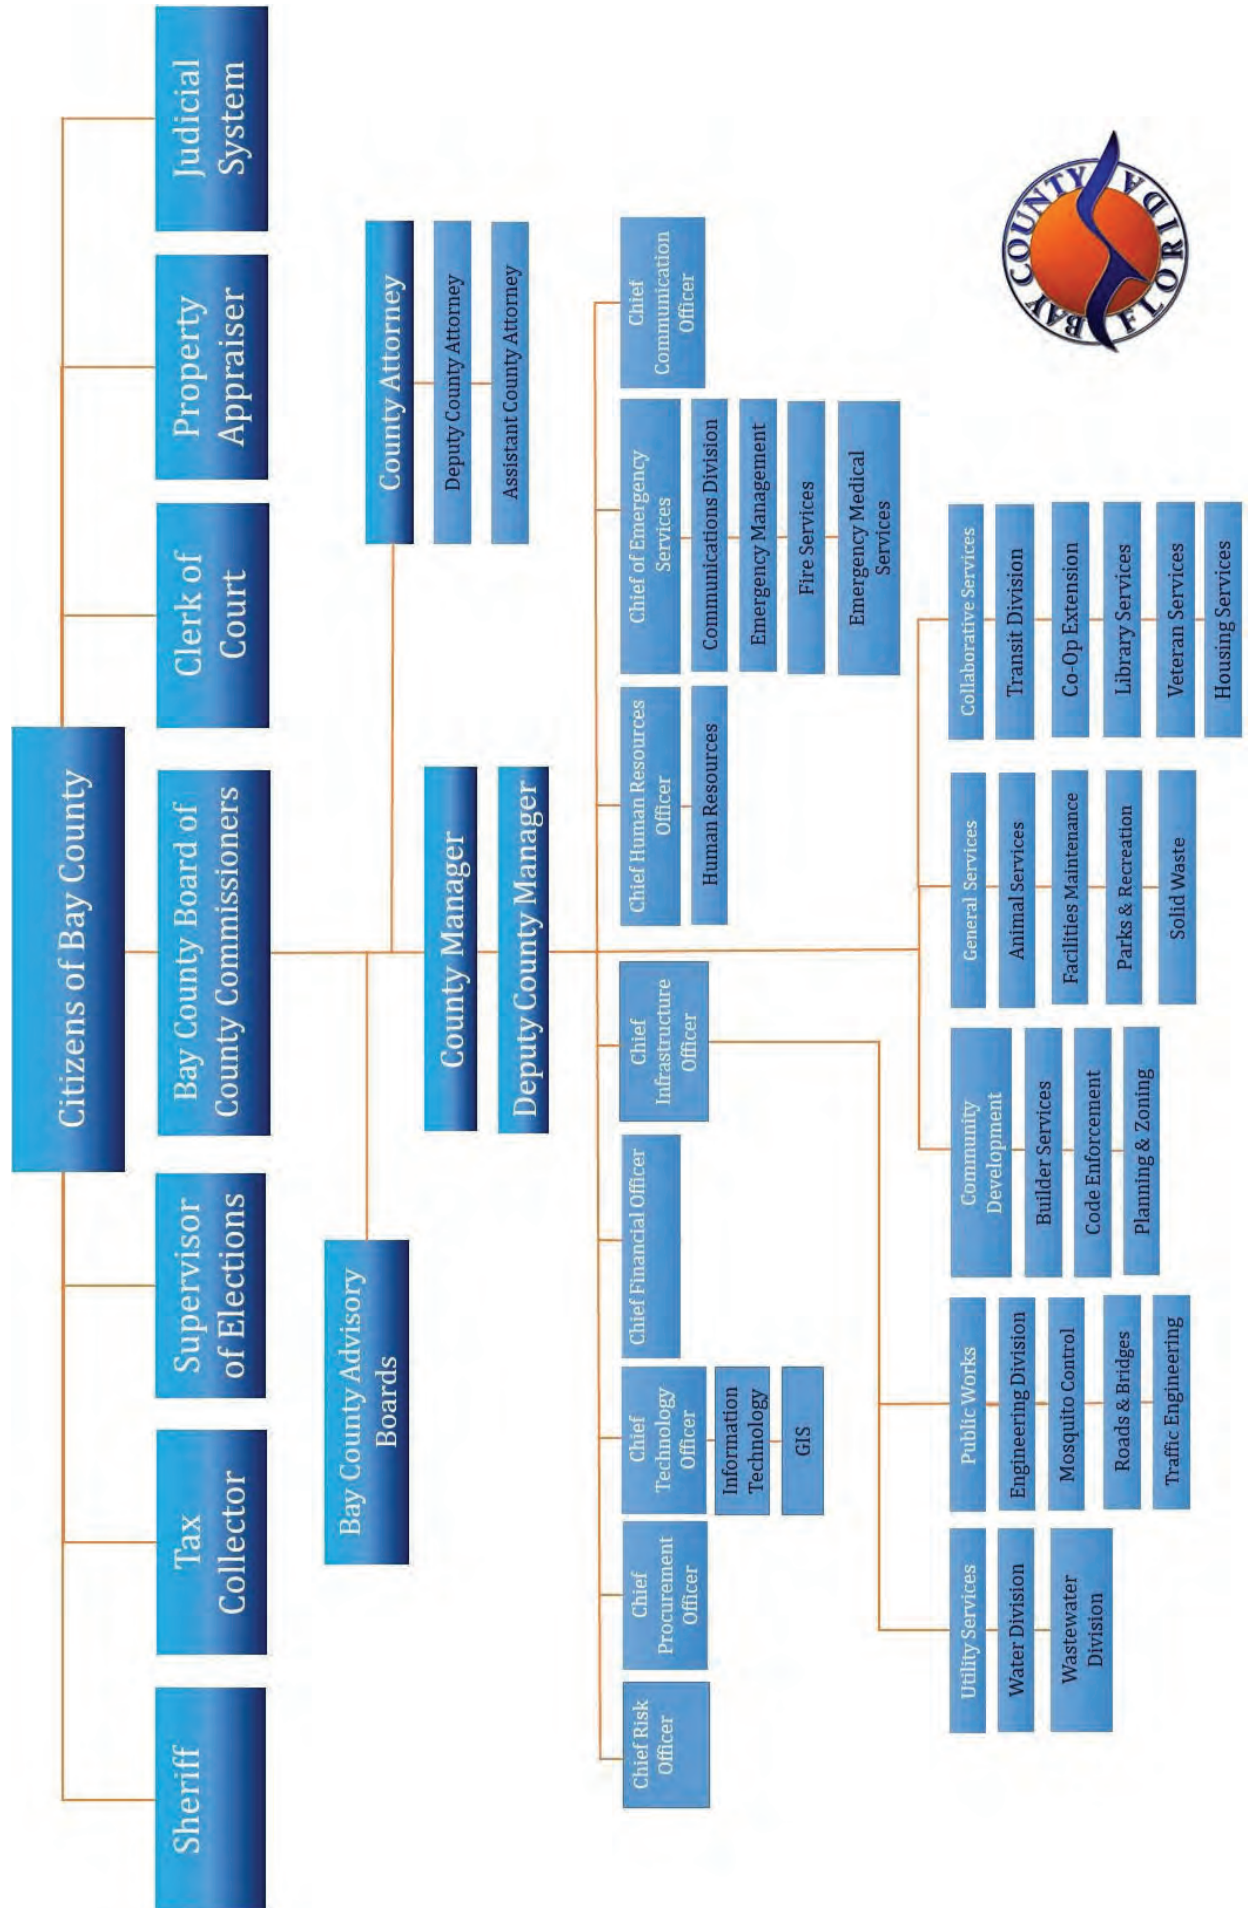 Citizens of Bay County
Sheriff
Tax
Collector
Supervisor
of Elections
Bay County Board of
County Commissioners
Clerk of
Court
Property
Appraiser
Judicial
System
Bay County Advisory
Boards
County Attorney
Deputy County Attorney
Assistant County Attorney
County Manager
Deputy County Manager
Chief Risk
Officer
Chief
Procurement
Officer
Chief
Technology
Officer
Information
Technology
GIS
Chief Financial Officer
Chief
Infrastructure
Officer
Chief Human Resources
Officer
Human Resources
Chief of Emergency
Services
Communications Division
Emergency Management
Fire Services
Emergency Medical
Services
Chief
Communication
Officer
Utility Services
Water Division
Wastewater
Division
Public Works
Engineering Division
Mosquito Control
Roads & Bridges
Traffic Engineering
Community
Development
Builder Services
Code Enforcement
Planning & Zoning
General Services
Animal Services
Facilities Maintenance
Parks & Recreation
Solid Waste
Collaborative Services
Transit Division
Co-Op Extension
Library Services
Veteran Services
Housing Services
BAY COUNTY
FLORIDA